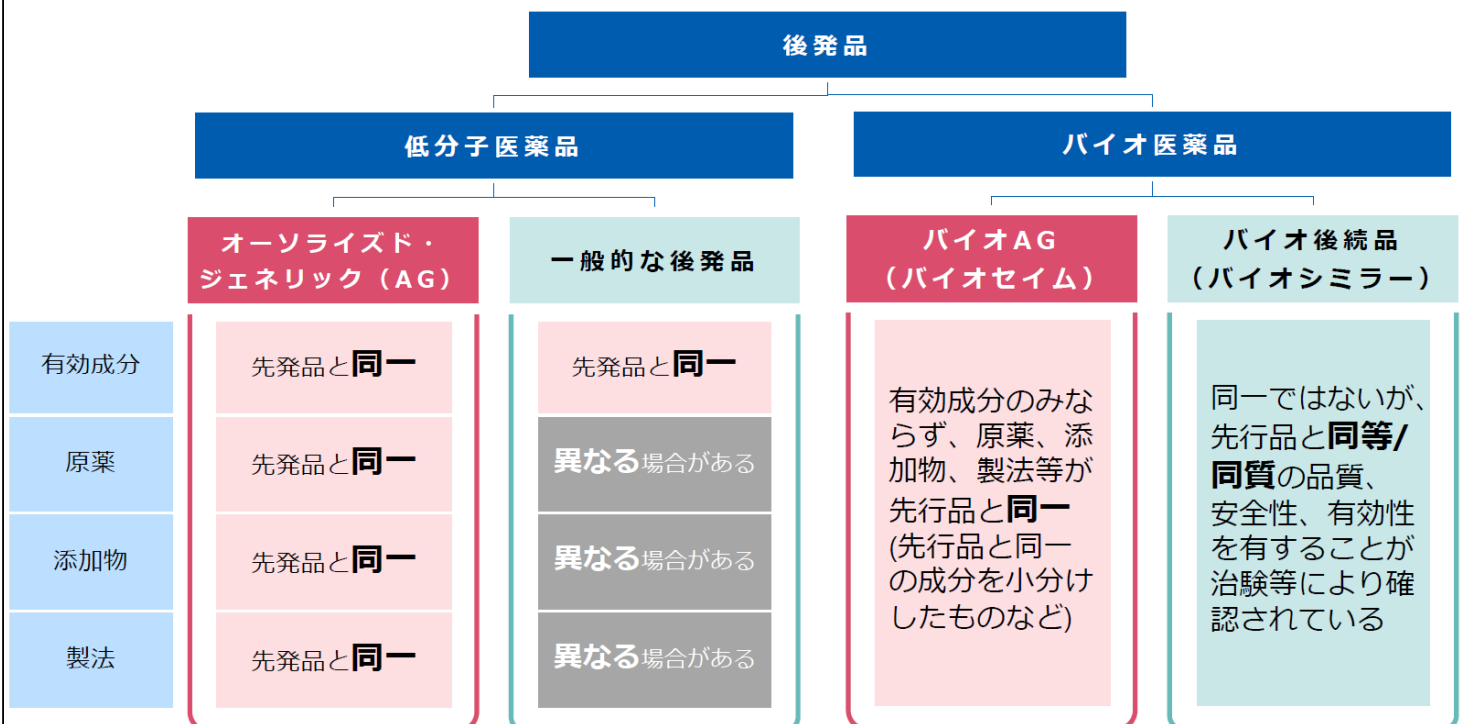 後発品
低分子医薬品
バイオ医薬品
オーソライズド・
ジェネリック（AG）
一般的な後発品
バイオAG
（バイオセイム）
バイオ後続品
（バイオシミラー）
有効成分
先発品と同一
先発品と同一
原薬
先発品と同一
異なる場合がある
添加物
先発品と同一
異なる場合がある
製法
先発品と同一
異なる場合がある
有効成分のみな
らず、原薬、添
加物、製法等が
先行品と同一
(先行品と同一
の成分を小分け
したものなど)
同一ではないが、
先行品と同等/
同質の品質、
安全性、有効性
を有することが
治験等により確
認されている